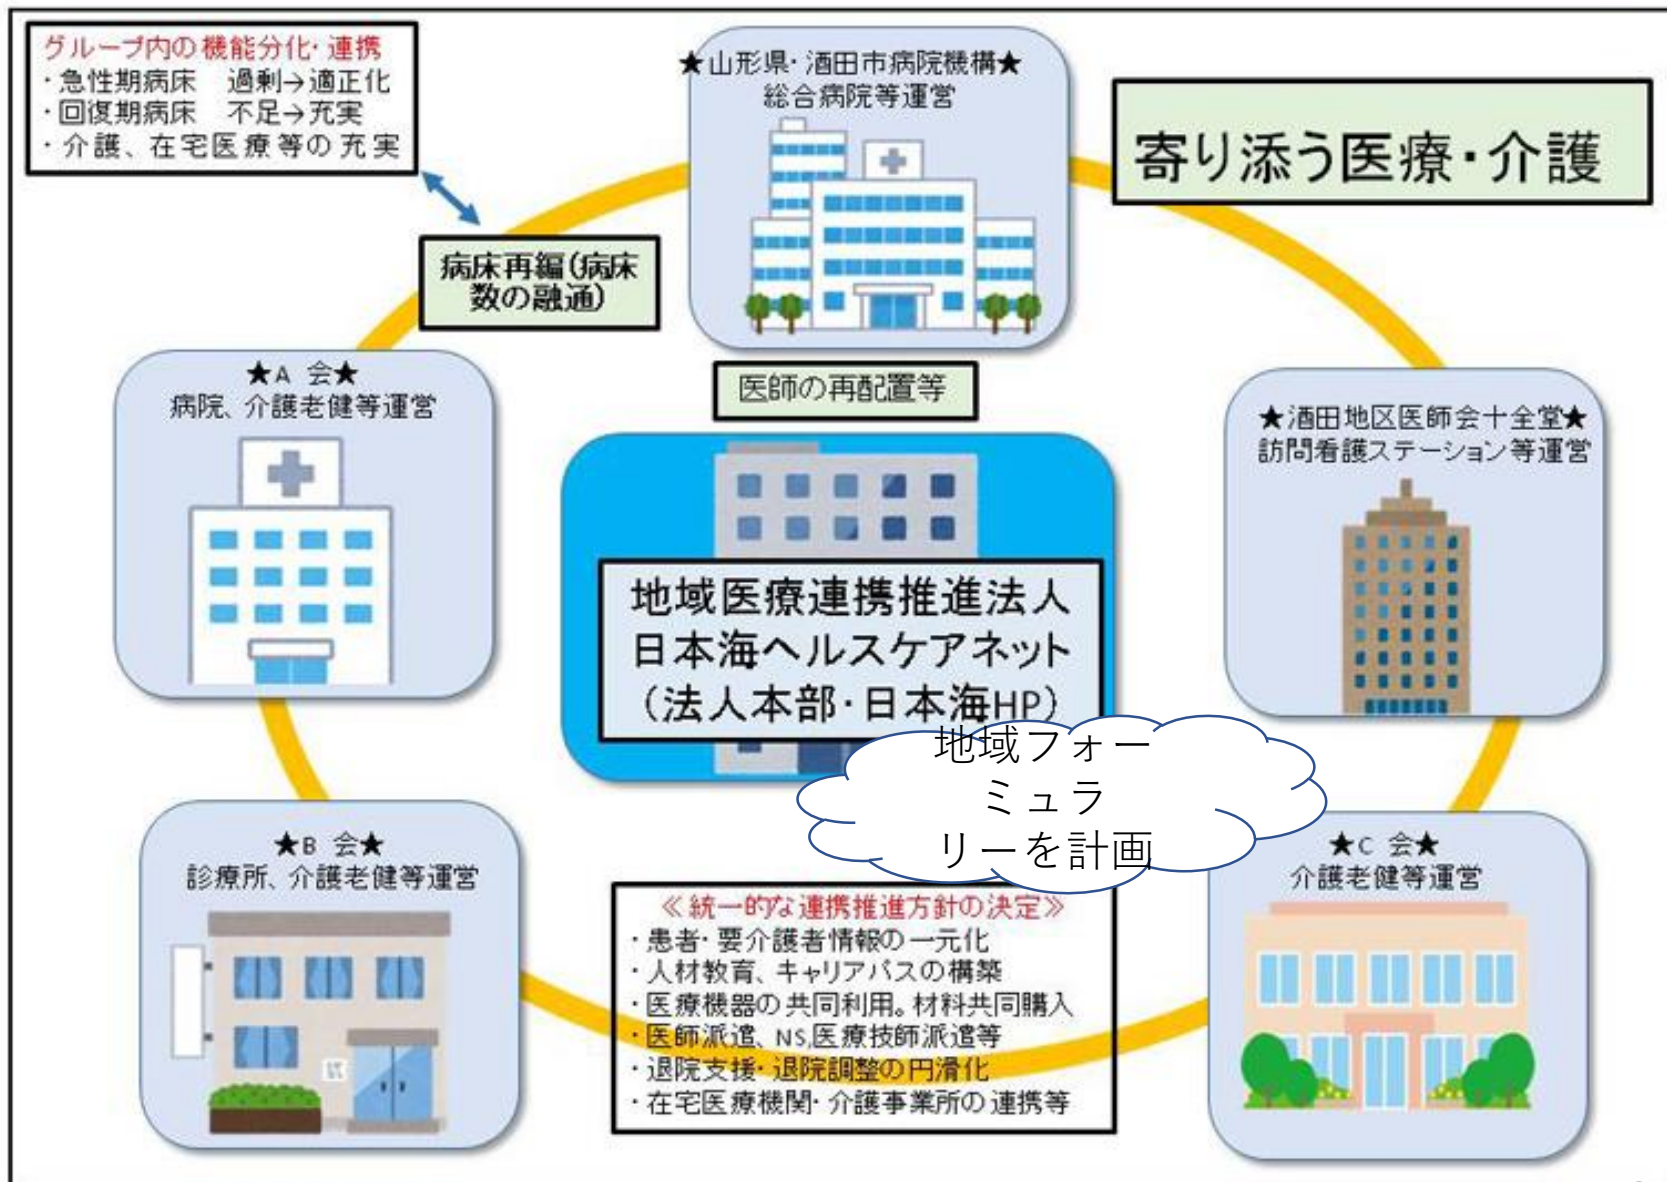 グループ内の機能分化・連携
・急性期病床　過剰→適正化
・回復期病床　不足→充実
・介護、在宅医療等の充実
★山形県・酒田市病院機構★
総合病院等運営
寄り添う医療・介護
病床再編(病床
数の融通)
医師の再配置等
★A 会★
病院、介護老健等運営
★酒田地区医師会十全堂★
訪問看護ステーション等運営
地域医療連携推進法人
日本海ヘルスケアネット
（法人本部・日本海HP）
地域フォー
ミュラ
リーを計画
★B 会★
診療所、介護老健等運営
★C 会★
介護老健等運営
≪統一的な連携推進方針の決定≫
・患者・要介護者情報の一元化
・人材教育、キャリアパスの構築
・医療機器の共同利用。材料共同購入
・医師派遣、NS,医療技師派遣等
・退院支援・退院調整の円滑化
・在宅医療機関・介護事業所の連携等